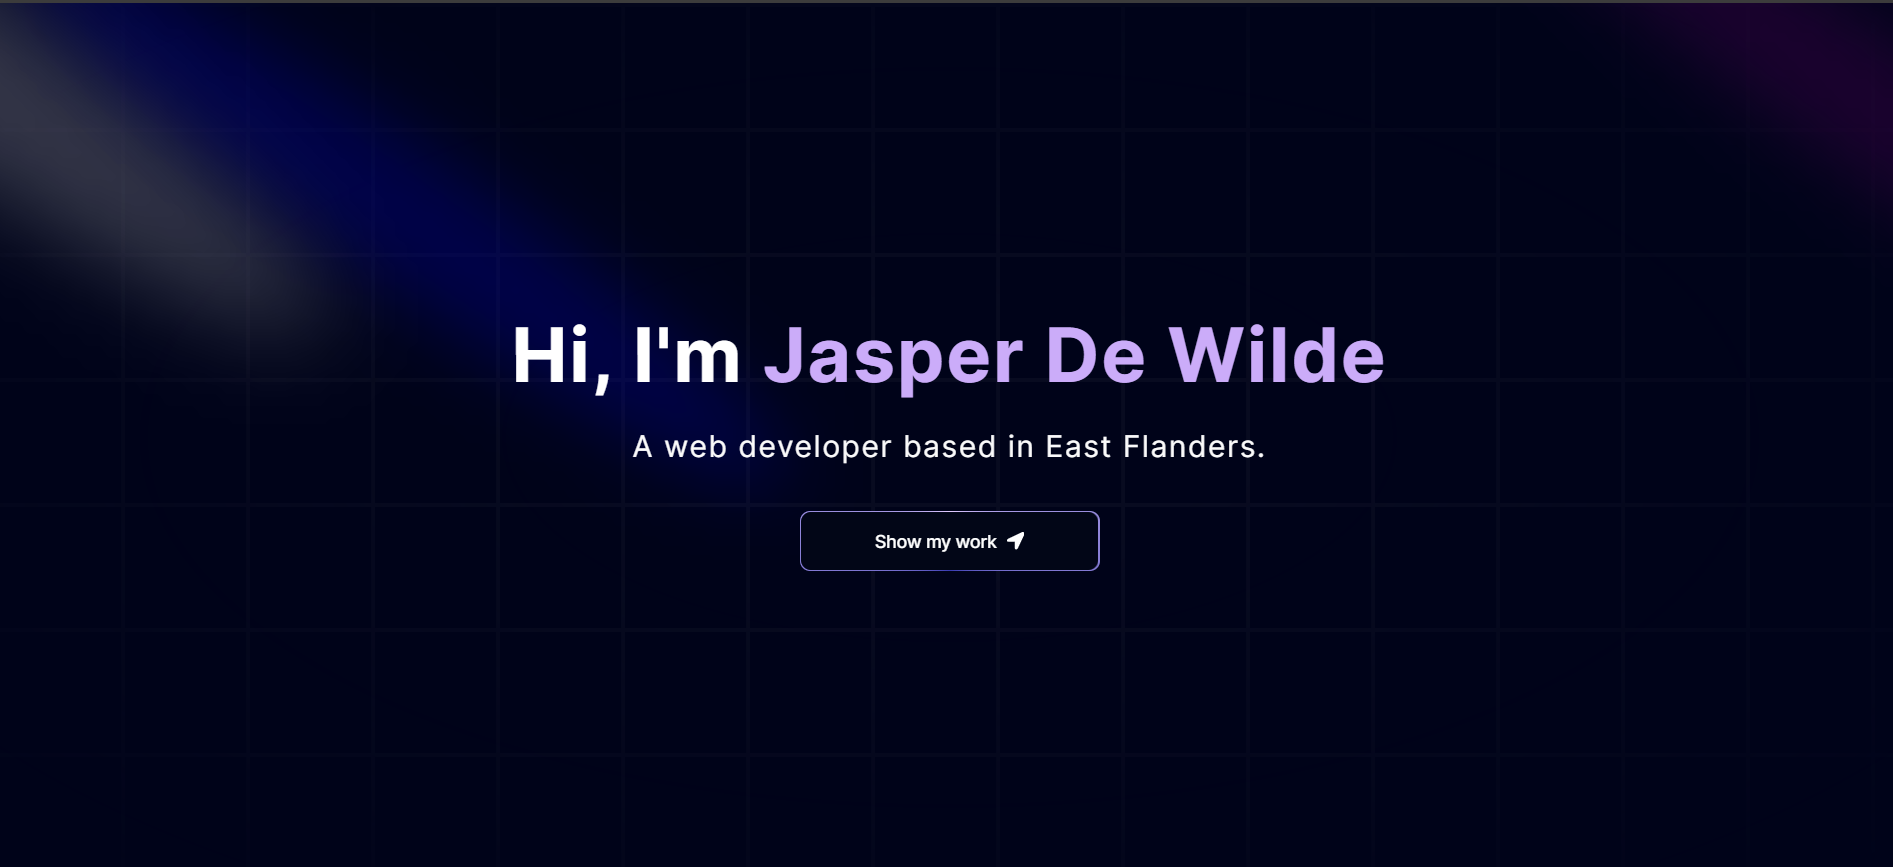 Hi, I'm Jasper De Wilde
A web developer based in East Flanders.
Show my work